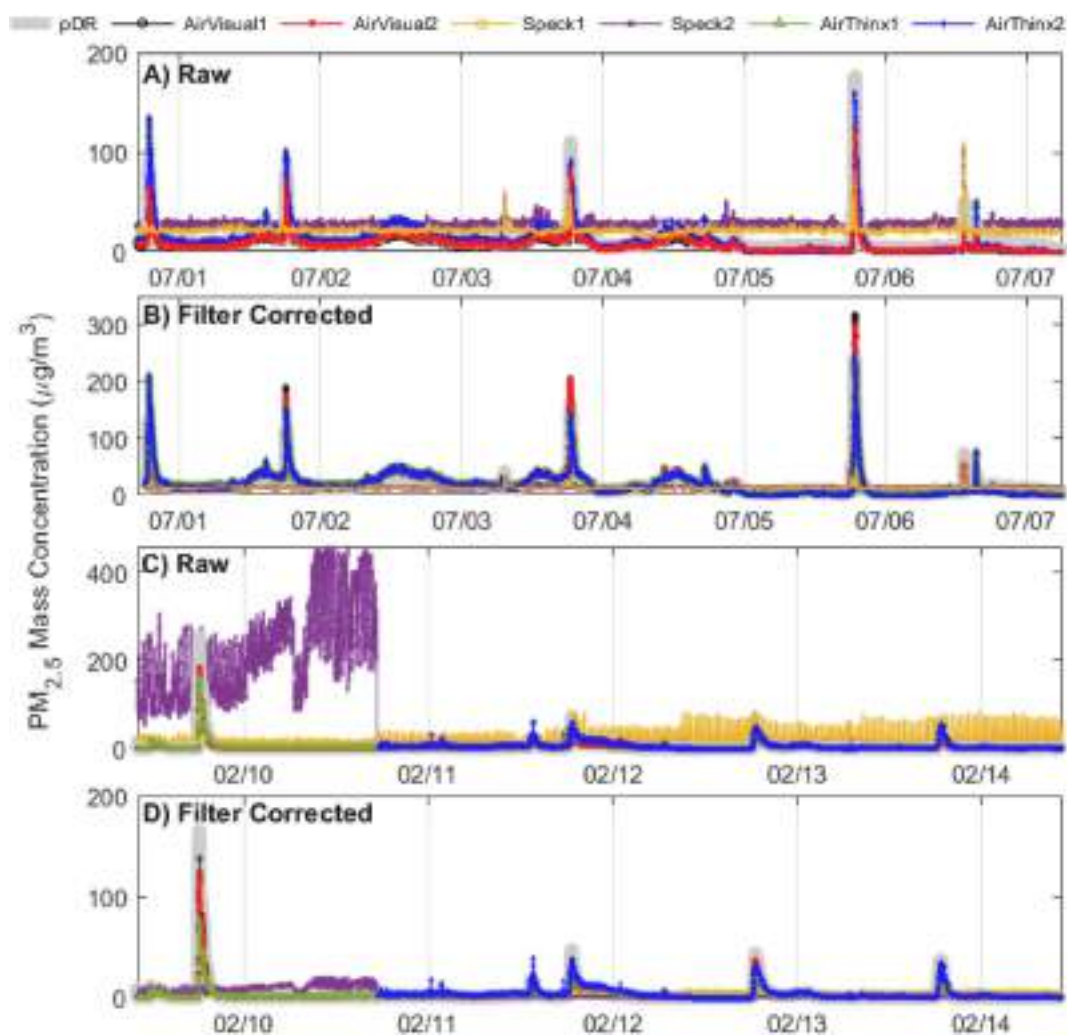 pDR AirVisual1 AirVisual2 Speck1 Speck2 AirThinx1 AirThinx2
A) Raw
200
100
0
07/01 07/02 07/03 07/04 07/05 07/06 07/07
B) Filter Corrected
300
200
100
0
07/01 07/02 07/03 07/04 07/05 07/06 07/07
PM2.5 Mass Concentration (μg/m3)
C) Raw
400
200
0
02/10 02/11 02/12 02/13 02/14
D) Filter Corrected
200
100
0
02/10 02/11 02/12 02/13 02/14